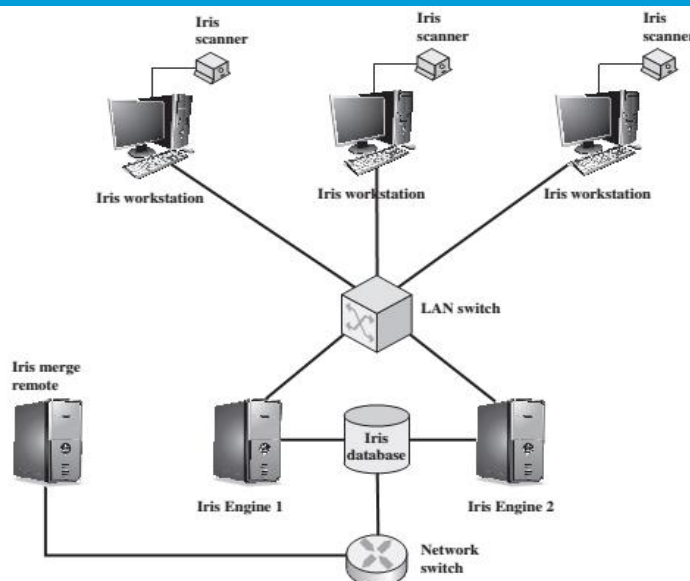 Iris
scanner
Iris
scanner
Iris
scanner
Iris workstation
Iris workstation
Iris workstation
LAN switch
Iris merge
remote
Iris
database
Iris Engine 1
Iris Engine 2
Network
switch